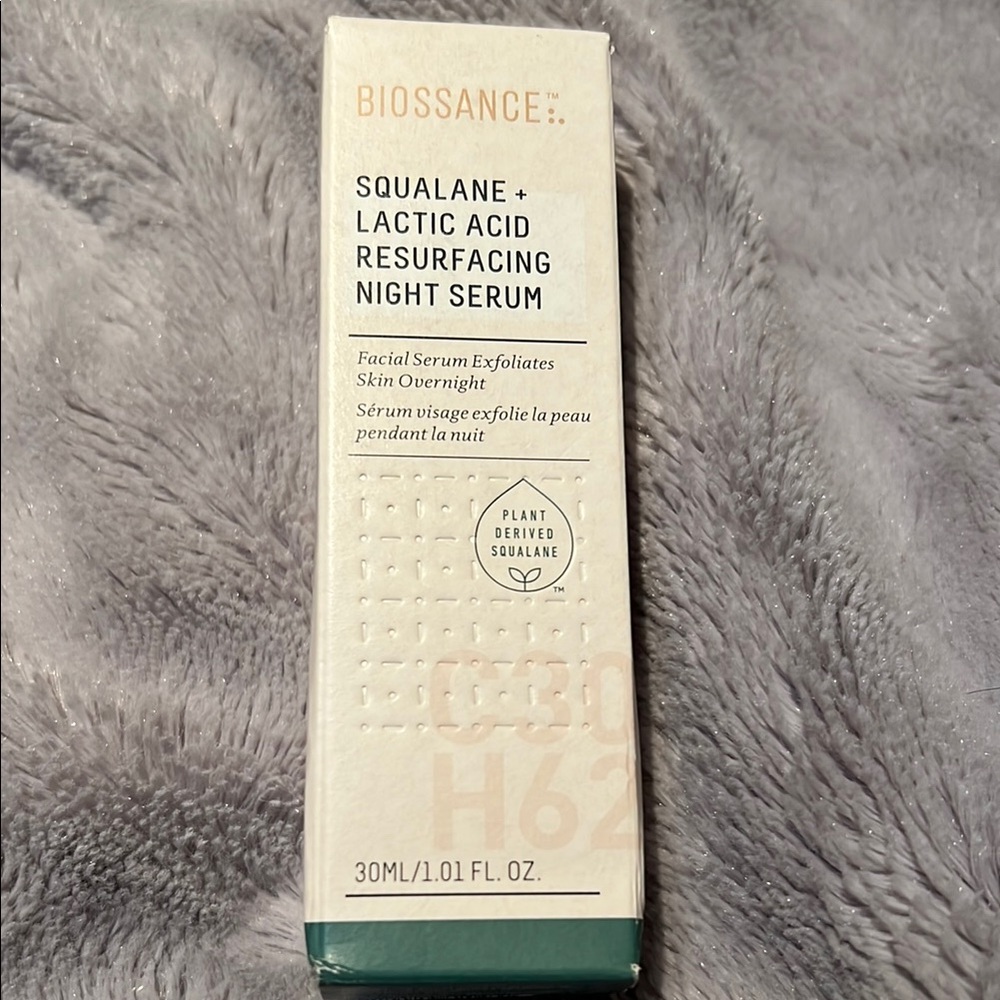 BIOSSANCE™
SQUALANE +
LACTIC ACID
RESURFACING
NIGHT SERUM
Facial Serum Exfoliates
Skin Overnight
Sérum visage exfolie la peau
pendant la nuit
PLANT
DERIVED
SQUALANE
™
C30
H62
30ML/1.01 FL. OZ.